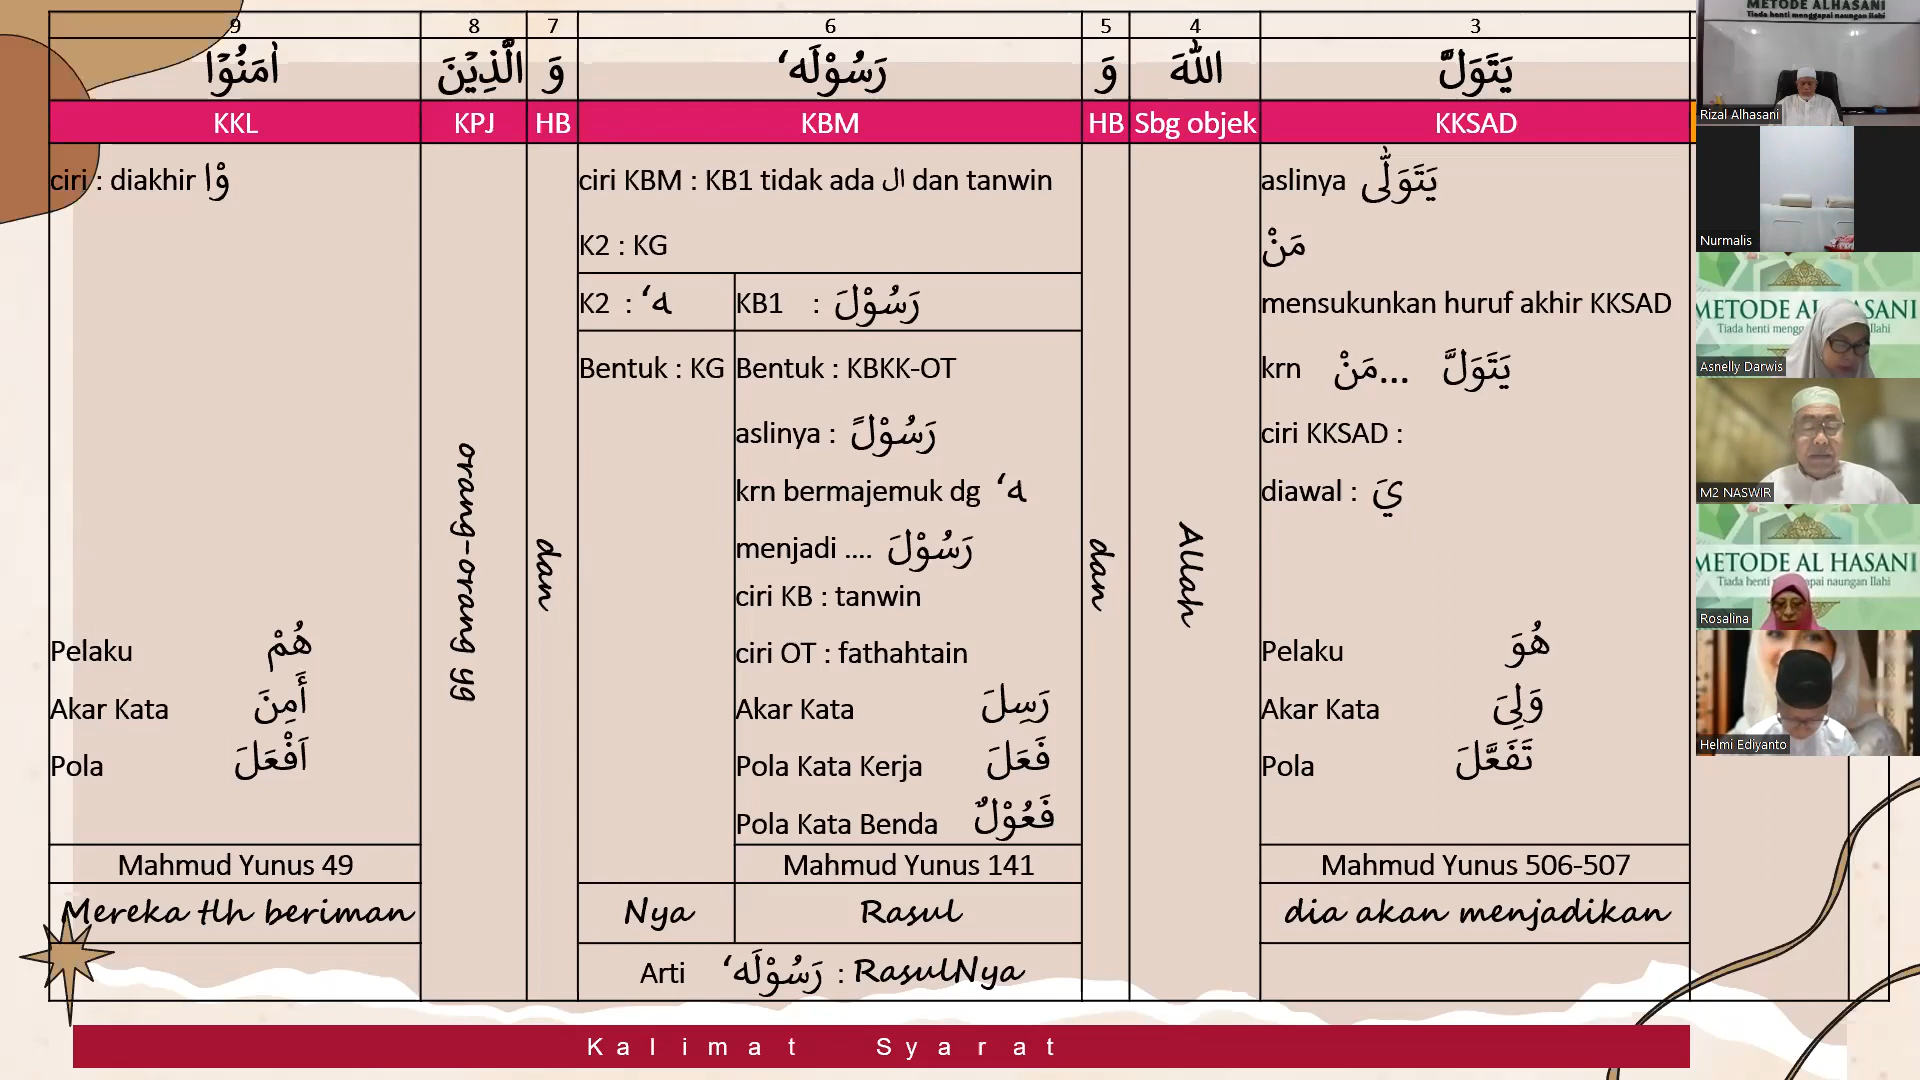 9 8 7 6 5 4 3
اٰمَنُوْا الَّذِيْنَ وَ رَسُوْلَهٗ وَ اللّٰهَ يَتَوَلَّ
KKL KPJ HB KBM HB Sbg objek KKSAD
ciri : diakhir وْا
Pelaku هُمْ
Akar Kata أَمِنَ
Pola اَفْعَلَ
Mahmud Yunus 49
Mereka tlh beriman
orang-orang yg
dan
ciri KBM : KB1 tidak ada ال dan tanwin
K2 : KG
K2 : هٗ KB1 : رَسُوْلَ
Bentuk : KG Bentuk : KBKK-OT
aslinya : رَسُوْلً
krn bermajemuk dg هٗ
menjadi .... رَسُوْلَ
ciri KB : tanwin
ciri OT : fathahtain
Akar Kata رَسِلَ
Pola Kata Kerja فَعَلَ
Pola Kata Benda فَعُوْلٌ
Mahmud Yunus 141
Nya Rasul
Arti رَسُوْلَهٗ : RasulNya
dan
Allah
aslinya يَتَوَلّٰى
مَنْ
mensukunkan huruf akhir KKSAD
krn مَنْ... يَتَوَلَّ
ciri KKSAD :
diawal : يَ
Pelaku هُوَ
Akar Kata وَلِيَ
Pola تَفَعَّلَ
Mahmud Yunus 506-507
dia akan menjadikan
Kalimat Syarat
METODE ALHASANI
Tiada henti menggapai naungan Ilahi
Rizal Alhasani
Nurmalis
METODE AL HASANI
Asnelly Darwis
M2 NASWIR
METODE AL HASANI
Rosalina
Helmi Ediyanto